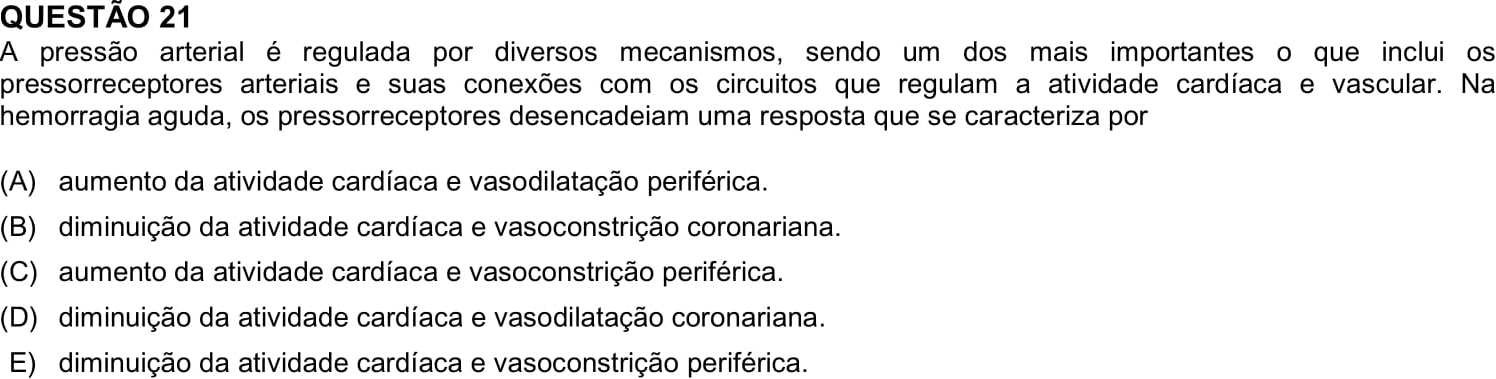 QUESTÃO 21
A pressão arterial é regulada por diversos mecanismos, sendo um dos mais importantes o que inclui os
pressorreceptores arteriais e suas conexões com os circuitos que regulam a atividade cardíaca e vascular. Na
hemorragia aguda, os pressorreceptores desencadeiam uma resposta que se caracteriza por
(A) aumento da atividade cardíaca e vasodilatação periférica.
(B) diminuição da atividade cardíaca e vasoconstrição coronariana.
(C) aumento da atividade cardíaca e vasoconstrição periférica.
(D) diminuição da atividade cardíaca e vasodilatação coronariana.
E) diminuição da atividade cardíaca e vasoconstrição periférica.